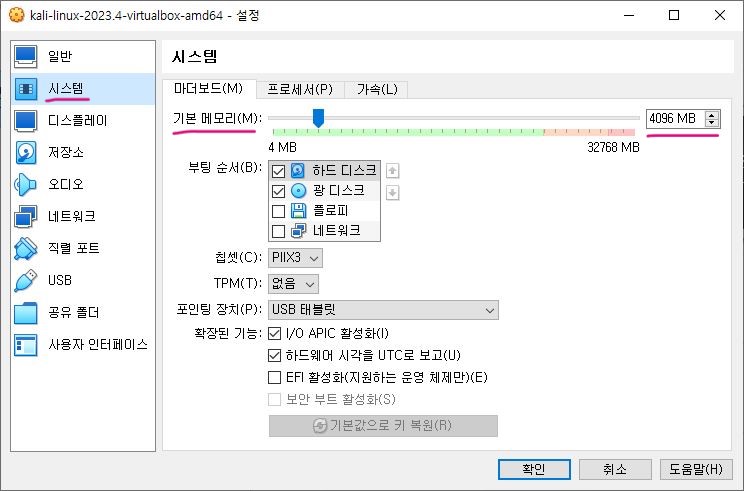 kali-linux-2023.4-virtualbox-amd64 - 설정
일반
시스템
디스플레이
저장소
오디오
네트워크
직렬 포트
USB
공유 폴더
사용자 인터페이스
시스템
마더보드(M) 프로세서(P) 가속(L)
기본 메모리(M): 4096 MB
4 MB 32768 MB
부팅 순서(B): 하드 디스크
광 디스크
플로피
네트워크
칩셋(C): PIIX3
TPM(T): 없음
포인팅 장치(P): USB 태블릿
확장된 기능: I/O APIC 활성화(I)
하드웨어 시각을 UTC로 보고(U)
EFI 활성화(지원하는 운영 체제만)(E)
보안 부트 활성화(S)
기본값으로 키 복원(R)
확인 취소 도움말(H)